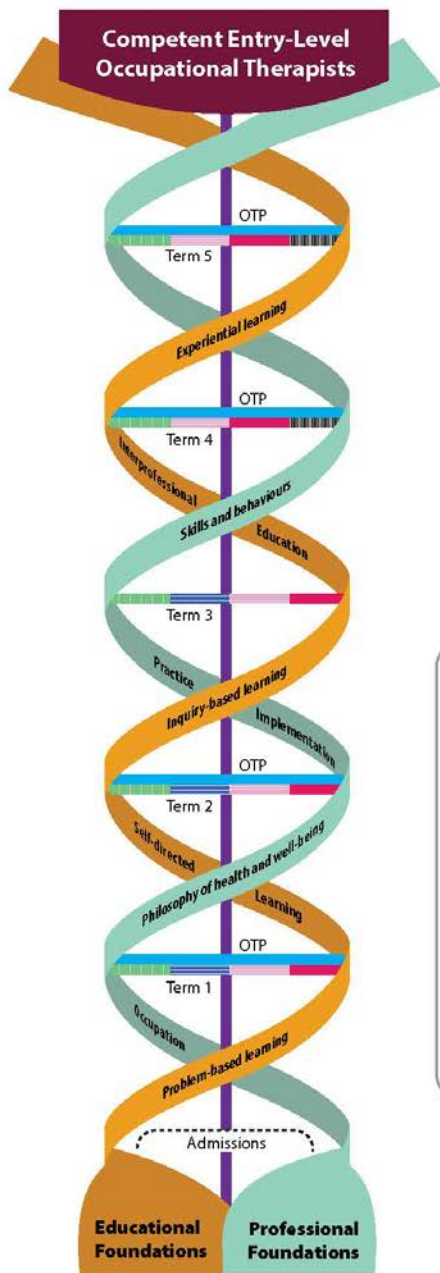 Competent Entry-Level
Occupational Therapists
OTP
Term 5
Experiential learning
OTP
Term 4
Interprofessional
Skills and behaviours
Education
Term 3
Practice
Inquiry-based learning
Implementation
OTP
Term 2
Self-directed
Philosophy of health and well-being
Learning
OTP
Term 1
Occupation
Problem-based learning
Admissions
Educational
Foundations
Professional
Foundations